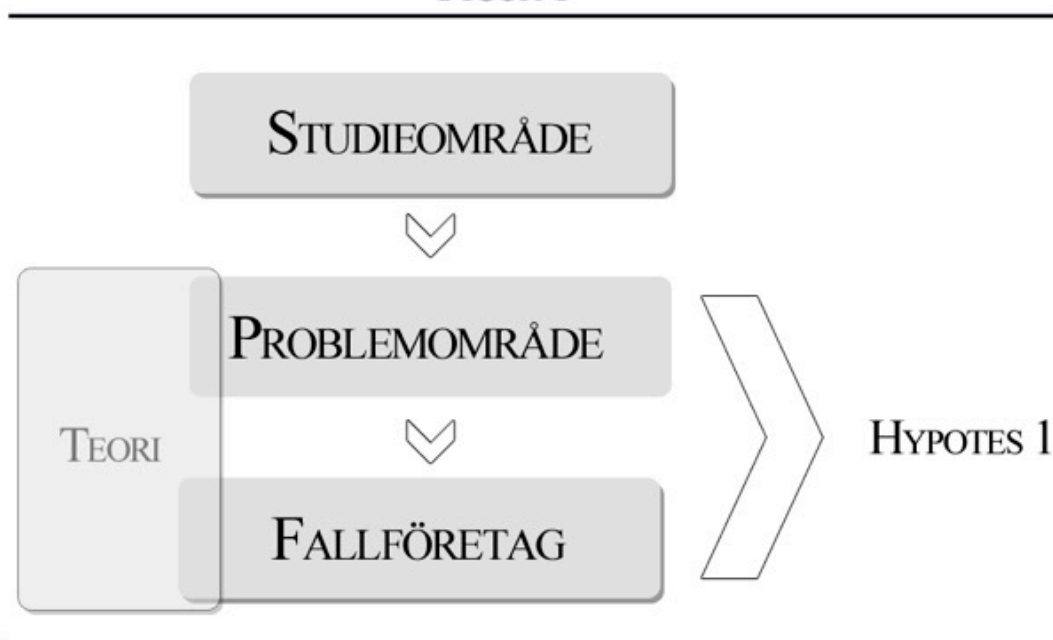 STUDIEOMRÅDE
PROBLEMOMRÅDE
TEORI
HYPOTES 1
FALLFÖRETAG